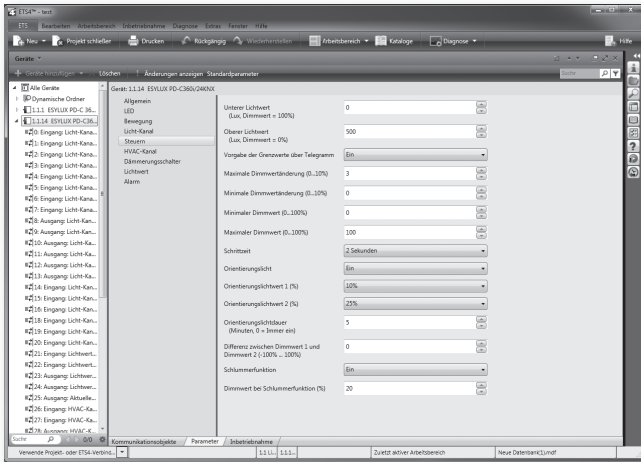 ETS4™ - test
ETS Bearbeiten Arbeitsbereich Inbetriebnahme Diagnose Extras Fenster Hilfe
Neu Projekt schließen Drucken Rückgängig Wiederherstellen Arbeitsbereich Kataloge Diagnose Hilfe
Geräte
Geräte hinzufügen Löschen Änderungen anzeigen Standardparameter Suche
Alle Geräte
Dynamische Ordner
1.1.1 ESYLUX PD-C 36...
1.1.14 ESYLUX PD-C36...
0: Eingang: Licht-Kana...
1: Eingang: Licht-Kana...
2: Eingang: Licht-Kana...
3: Eingang: Licht-Kana...
4: Eingang: Licht-Kana...
5: Eingang: Licht-Kana...
6: Eingang: Licht-Kana...
7: Eingang: Licht-Kana...
8: Ausgang: Licht-Kan...
9: Ausgang: Licht-Kan...
10: Ausgang: Licht-Ka...
11: Ausgang: Licht-Ka...
12: Ausgang: Licht-Ka...
13: Ausgang: Licht-Ka...
14: Eingang: Licht-Kan...
15: Eingang: Licht-Kan...
16: Eingang: Licht-Kan...
18: Eingang: Licht-Kan...
19: Eingang: Licht-Kan...
20: Eingang: Licht-Kan...
21: Eingang: Lichtwert...
22: Eingang: Lichtwert...
23: Ausgang: Lichtwer...
24: Ausgang: Lichtwer...
25: Ausgang: Aktuelle...
26: Eingang: HVAC-Ka...
27: Eingang: HVAC-Ka...
28: Ausgang: HVAC-K...
Suche 0/0
Gerät: 1.1.14 ESYLUX PD-C360i/24KNX
Allgemein
LED
Bewegung
Licht-Kanal
Steuern
HVAC-Kanal
Dämmerungsschalter
Lichtwert
Alarm
Unterer Lichtwert 0
(Lux, Dimmwert = 100%)
Oberer Lichtwert 500
(Lux, Dimmwert = 0%)
Vorgabe der Grenzwerte über Telegramm Ein
Maximale Dimmwertänderung (0...10%) 3
Minimale Dimmwertändrung (0..10%) 0
Minimaler Dimmwert (0...100%) 0
Maximaler Dimmwert (0...100%) 100
Schrittzeit 2 Sekunden
Orientierungslicht Ein
Orientierungslichtwert 1 (%) 10%
Orientierungslichtwert 2 (%) 25%
Orientierungslichtdauer 5
(Minuten, 0 = Immer ein)
Differenz zwischen Dimmwert 1 und 0
Dimmwert 2 (-100% ... 100%)
Schlummerfunktion Ein
Dimmwert bei Schlummerfunktion (%) 20
Kommunikationsobjekte Parameter Inbetriebnahme
Verwende Projekt- oder ETS4-Verbind... 1.1 Li... 1.1.1... Zuletzt aktiver Arbeitsbereich Neue Datenbank(1).mdf